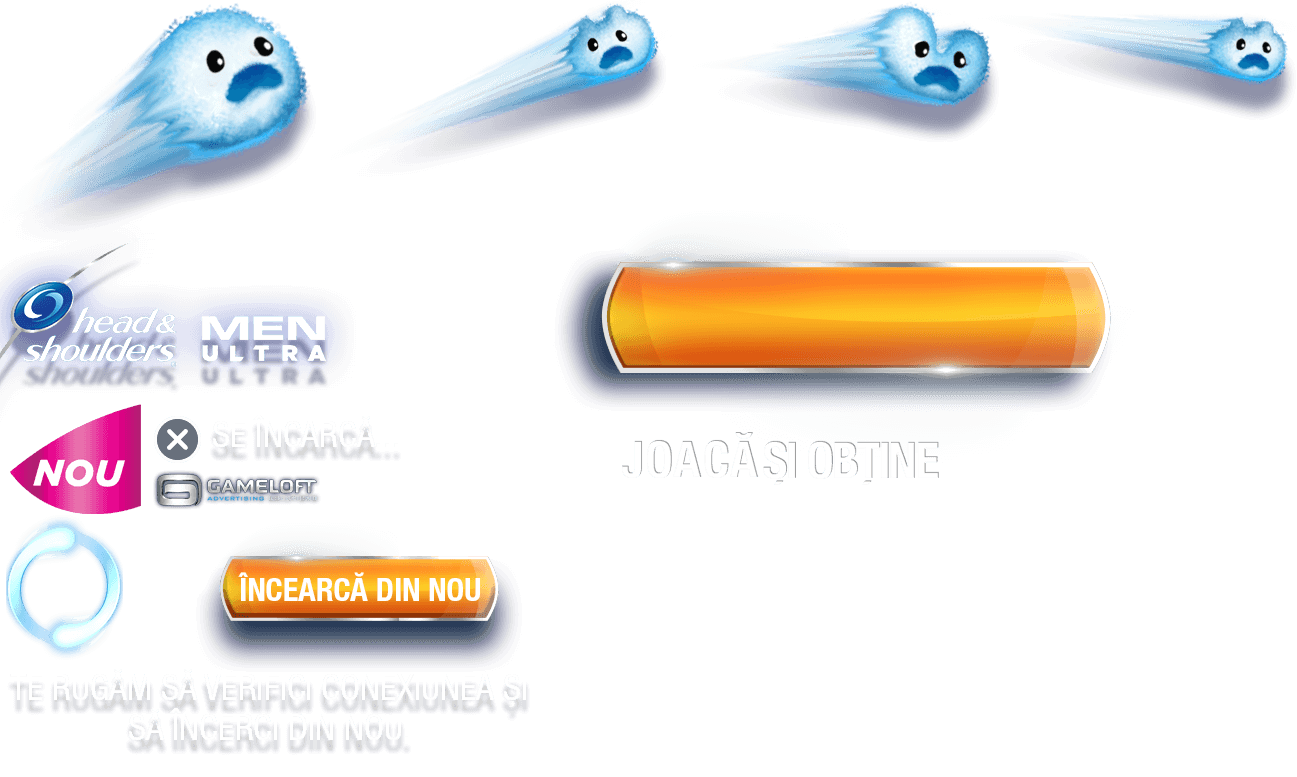 head &
shoulders
MEN
ULTRA
NOU
SE ÎNCARCĂ...
GAMELOFT
ADVERTISING SOLUTIONS
JOACĂ ȘI OBȚINE
ÎNCEARCĂ DIN NOU
TE RUGĂM SĂ VERIFICI CONEXIUNEA ȘI
SĂ ÎNCERCI DIN NOU.